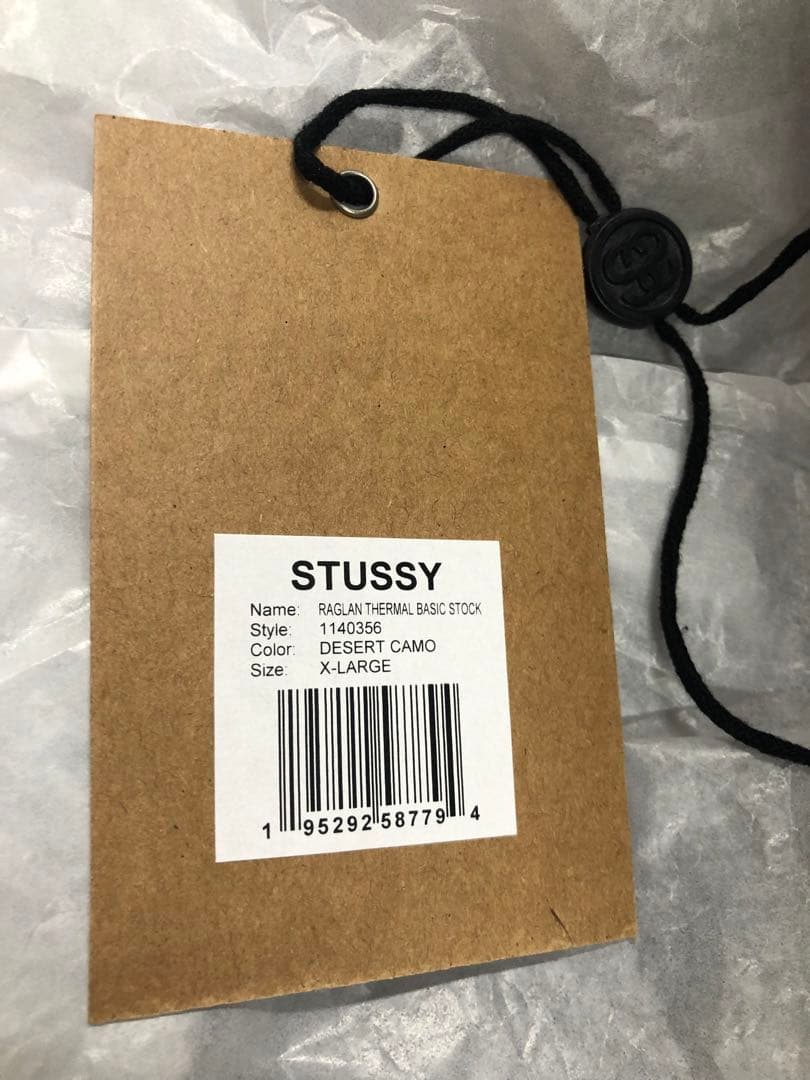 STUSSY
Name: RAGLAN THERMAL BASIC STOCK
Style: 1140356
Color: DESERT CAMO
Size: X-LARGE
1 95292 58779 4